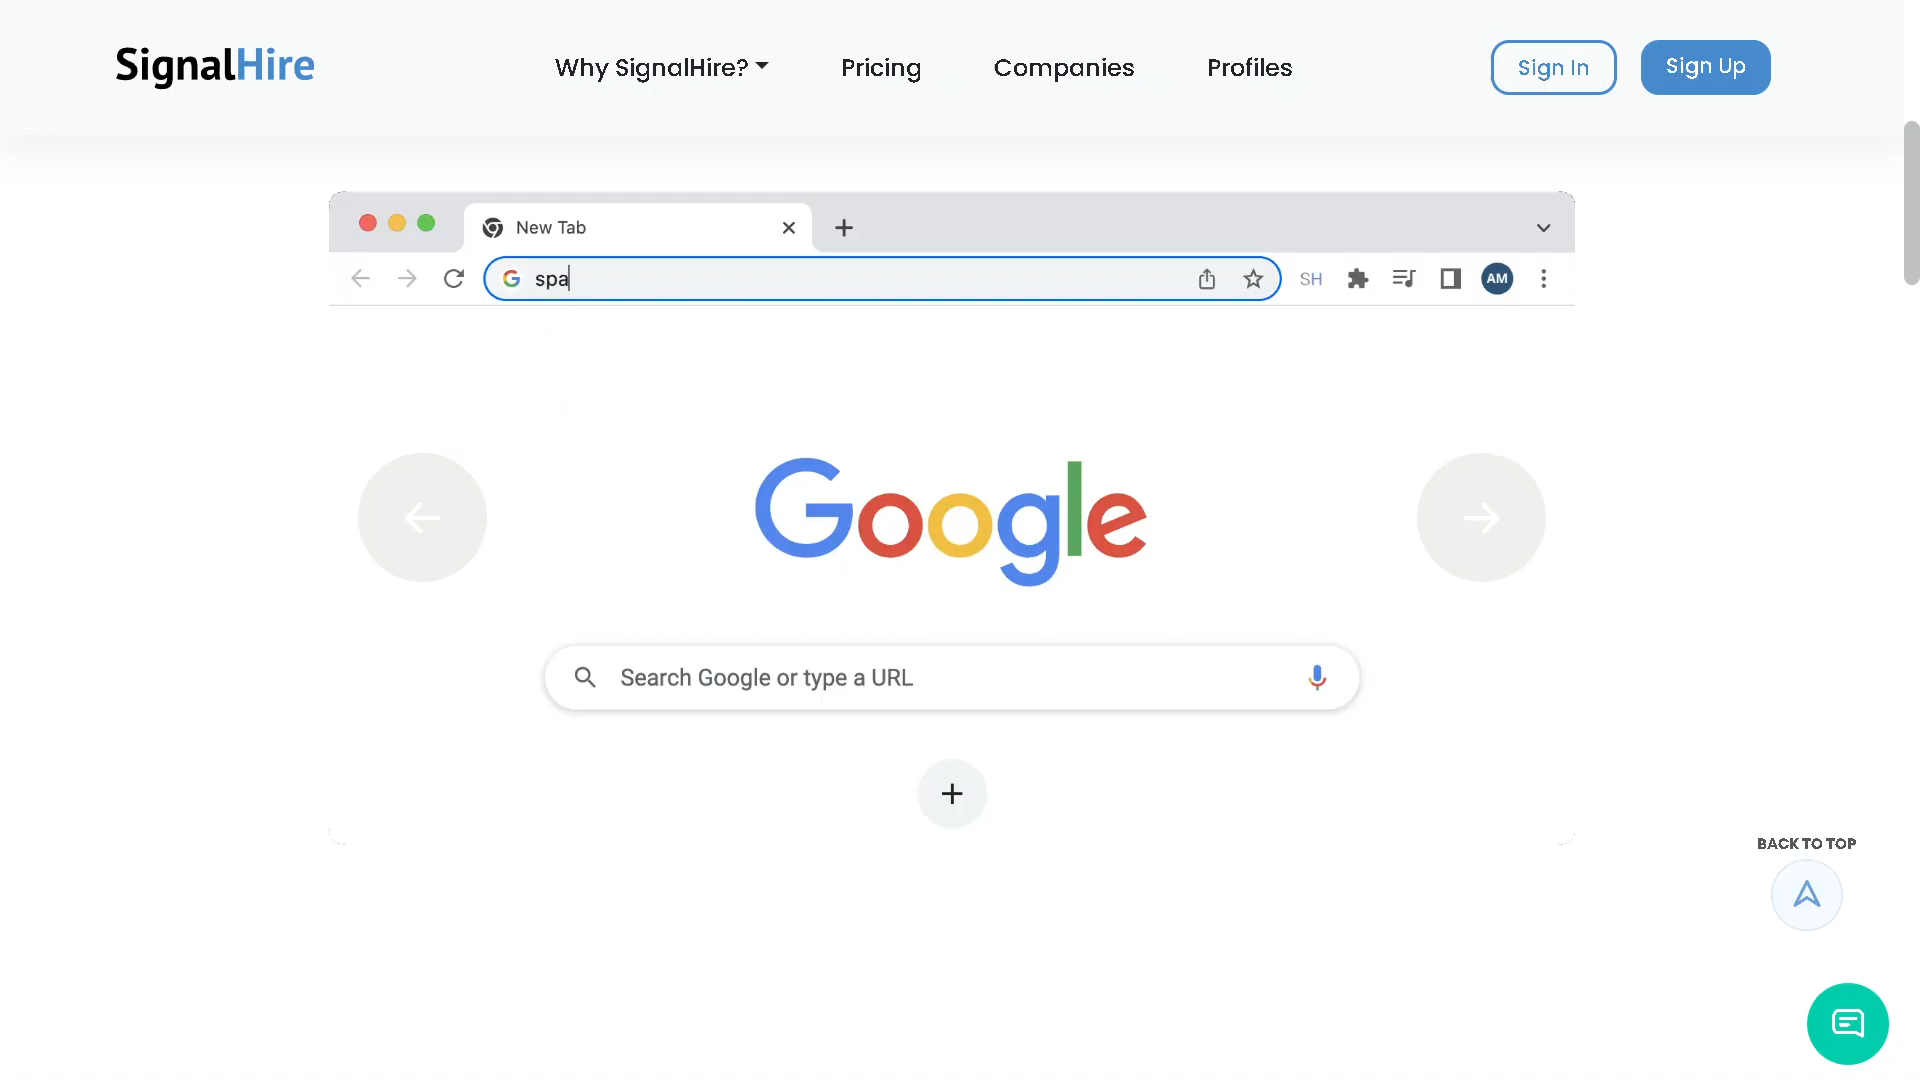 SignalHire
Why SignalHire?
Pricing
Companies
Profiles
Sign In
Sign Up
New Tab
spa
SH
AM
Google
Search Google or type a URL
BACK TO TOP